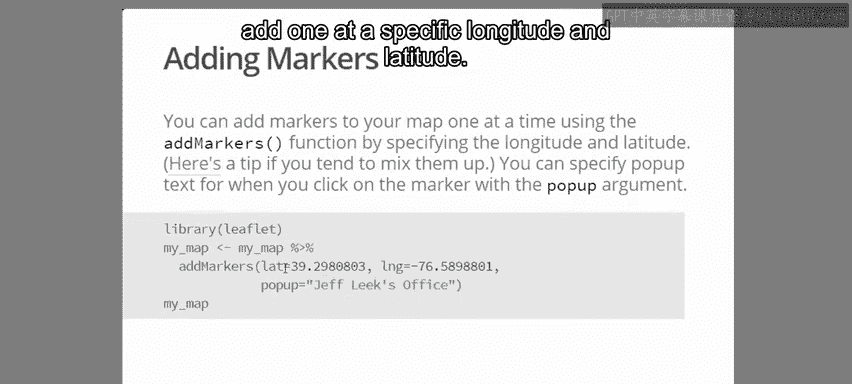 add one at a specific longitude and
latitude.
Adding Markers
You can add markers to your map one at a time using the
addMarkers() function by specifying the longitude and latitude.
(Here's a tip if you tend to mix them up.) You can specify popup
text for when you click on the marker with the popup argument.
library(leaflet)
my_map <- my_map %>%
addMarkers(lat=39.2980803, lng=-76.5898801,
popup="Jeff Leek's Office")
my_map